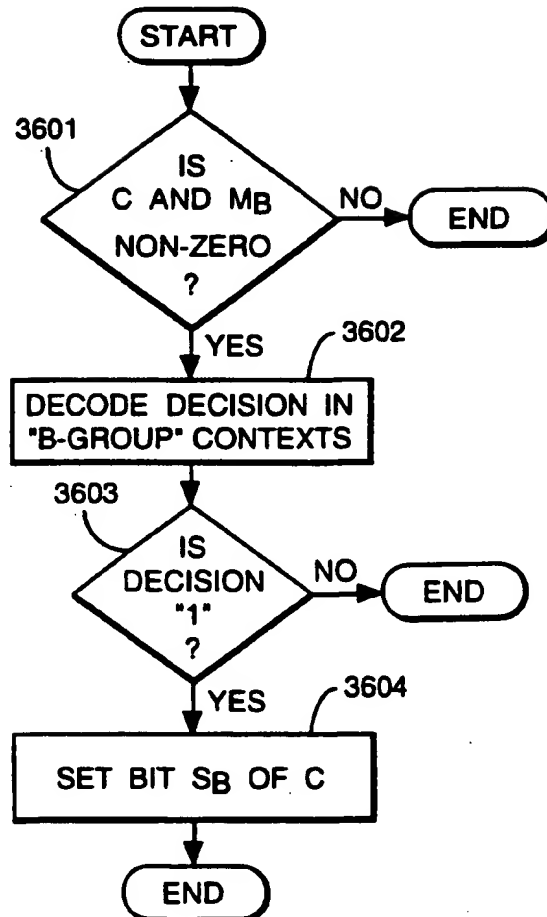 START
3601
IS
C AND MB
NON-ZERO
?
NO
END
YES
3602
DECODE DECISION IN
"B-GROUP" CONTEXTS
3603
IS
DECISION
"1"
?
NO
END
YES
3604
SET BIT SB OF C
END